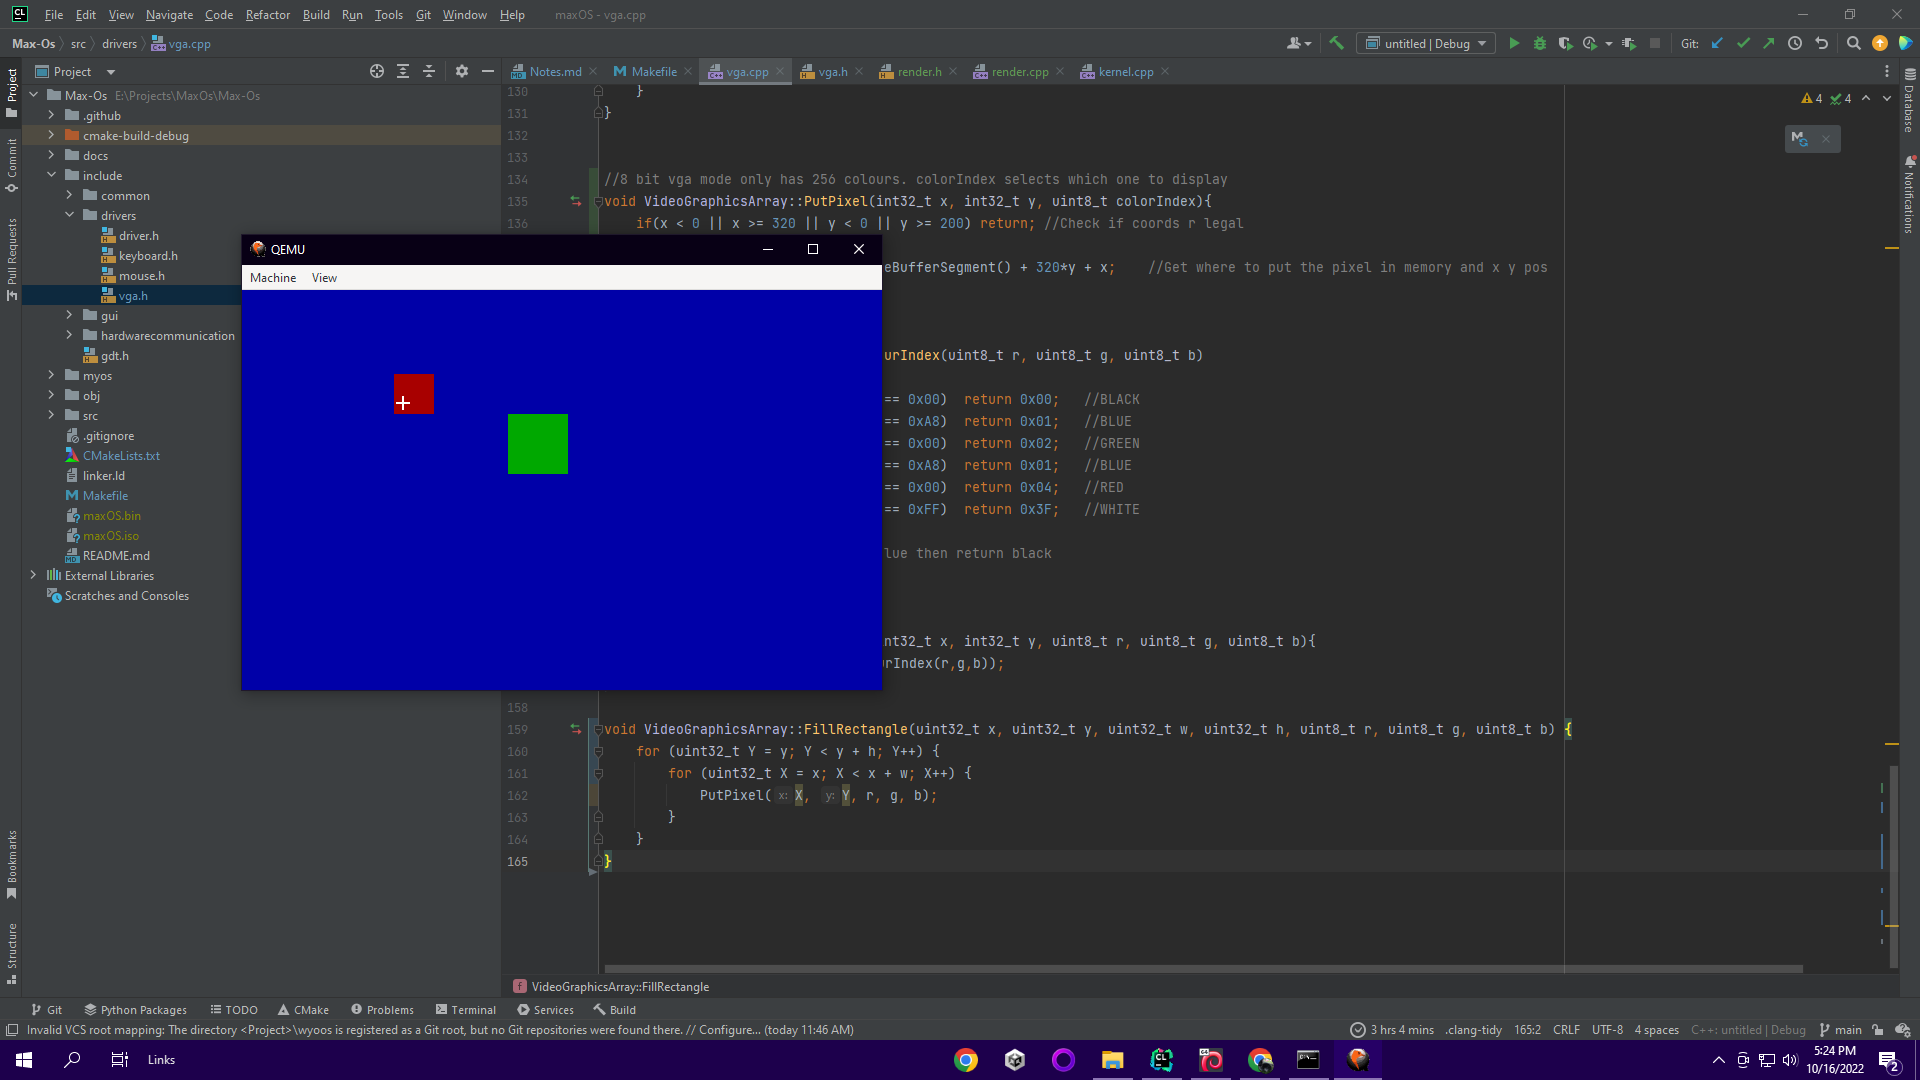 File Edit View Navigate Code Refactor Build Run Tools Git Window Help maxOS - vga.cpp
Max-Os src drivers vga.cpp
untitled | Debug Git:
Project
Notes.md Makefile vga.cpp vga.h render.h render.cpp kernel.cpp
Max-Os E:\Projects\MaxOs\Max-Os
.github
cmake-build-debug
docs
include
common
drivers
driver.h
keyboard.h
mouse.h
vga.h
gui
hardwarecommunication
gdt.h
myos
obj
src
.gitignore
CMakeLists.txt
linker.ld
Makefile
maxOS.bin
maxOS.iso
README.md
External Libraries
Scratches and Consoles
Project
Commit
Pull Requests
Bookmarks
Structure
Database
Notifications
4 4
130 }
131 }
132
133
134 //8 bit vga mode only has 256 colours. colorIndex selects which one to display
135 void VideoGraphicsArray::PutPixel(int32_t x, int32_t y, uint8_t colorIndex){
136 if(x < 0 || x >= 320 || y < 0 || y >= 200) return; //Check if coords r legal
eBufferSegment() + 320*y + x; //Get where to put the pixel in memory and x y pos
urIndex(uint8_t r, uint8_t g, uint8_t b)
== 0x00) return 0x00; //BLACK
== 0xA8) return 0x01; //BLUE
== 0x00) return 0x02; //GREEN
== 0xA8) return 0x01; //BLUE
== 0x00) return 0x04; //RED
== 0xFF) return 0x3F; //WHITE
lue then return black
nt32_t x, int32_t y, uint8_t r, uint8_t g, uint8_t b){
urIndex(r,g,b));
158
159 void VideoGraphicsArray::FillRectangle(uint32_t x, uint32_t y, uint32_t w, uint32_t h, uint8_t r, uint8_t g, uint8_t b) {
160 for (uint32_t Y = y; Y < y + h; Y++) {
161 for (uint32_t X = x; X < x + w; X++) {
162 PutPixel( x: X, y: Y, r, g, b);
163 }
164 }
165 }
QEMU
Machine View
f VideoGraphicsArray::FillRectangle
Git Python Packages TODO CMake Problems Terminal Services Build
Invalid VCS root mapping: The directory <Project>\wyoos is registered as a Git root, but no Git repositories were found there. // Configure... (today 11:46 AM)
3 hrs 4 mins .clang-tidy 165:2 CRLF UTF-8 4 spaces C++: untitled | Debug main
Links
5:24 PM
10/16/2022
2